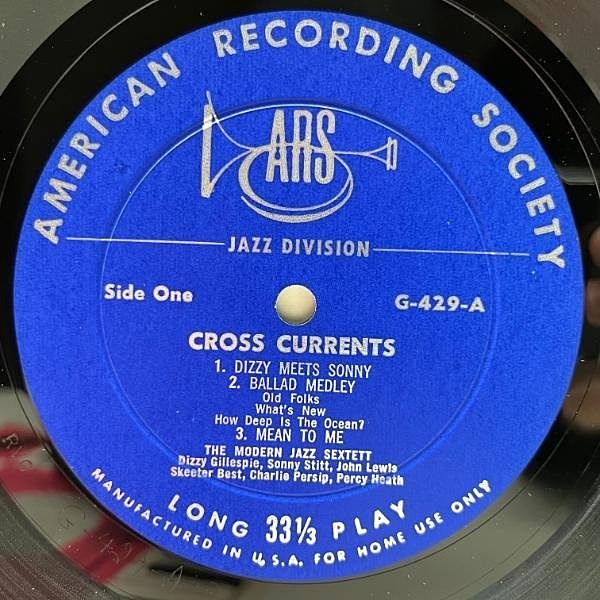 AMERICAN RECORDING SOCIETY
ARS
JAZZ DIVISION
Side One
G-429-A
CROSS CURRENTS
1. DIZZY MEETS SONNY
2. BALLAD MEDLEY
Old Folks
What's New
How Deep Is The Ocean?
3. MEAN TO ME
THE MODERN JAZZ SEXTETT
Dizzy Gillespie, Sonny Stitt, John Lewis
Skeeter Best, Charlie Persip, Percy Heath
LONG 33⅓ PLAY
MANUFACTURED IN U.S.A. FOR HOME USE ONLY